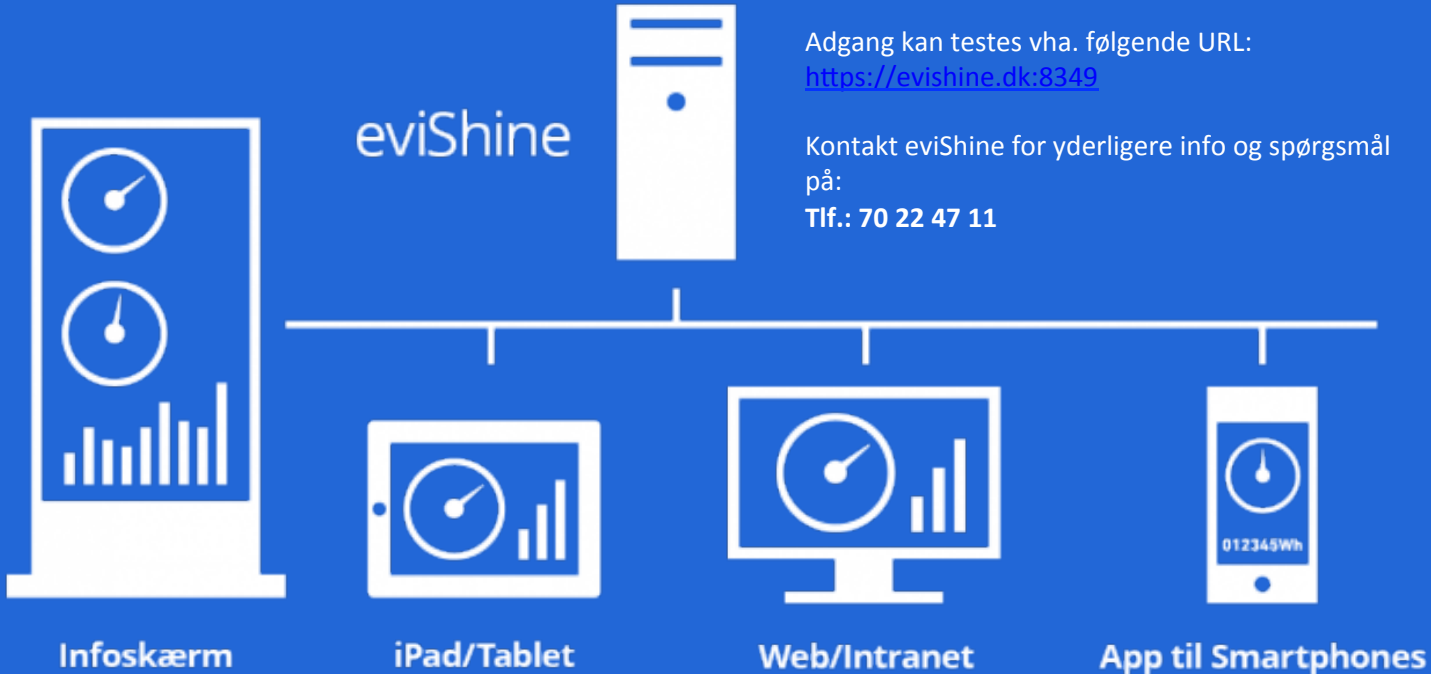 Adgang kan testes vha. følgende URL:
https://evishine.dk:8349
eviShine
Kontakt eviShine for yderligere info og spørgsmål
på:
Tlf.: 70 22 47 11
012345Wh
Infoskærm
iPad/Tablet
Web/Intranet
App til Smartphones